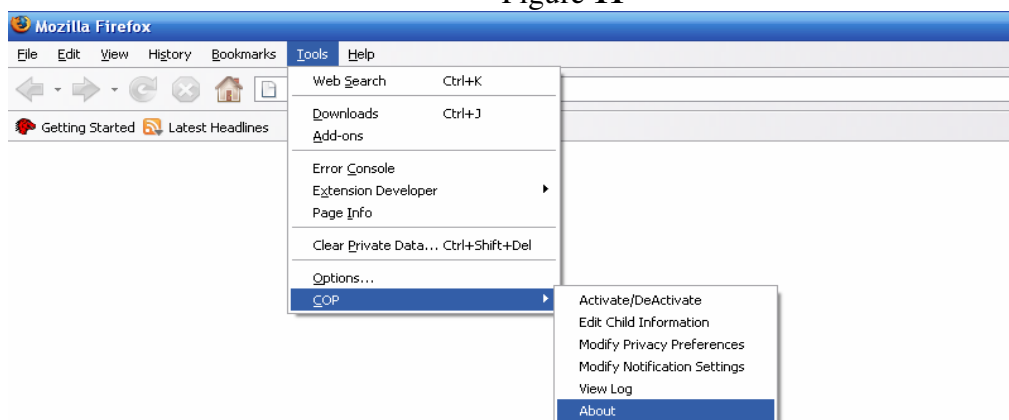 Figure 11
Mozilla Firefox
File Edit View History Bookmarks Tools Help
Getting Started Latest Headlines
Web Search Ctrl+K
Downloads Ctrl+J
Add-ons
Error Console
Extension Developer
Page Info
Clear Private Data... Ctrl+Shift+Del
Options...
COP
Activate/DeActivate
Edit Child Information
Modify Privacy Preferences
Modify Notification Settings
View Log
About